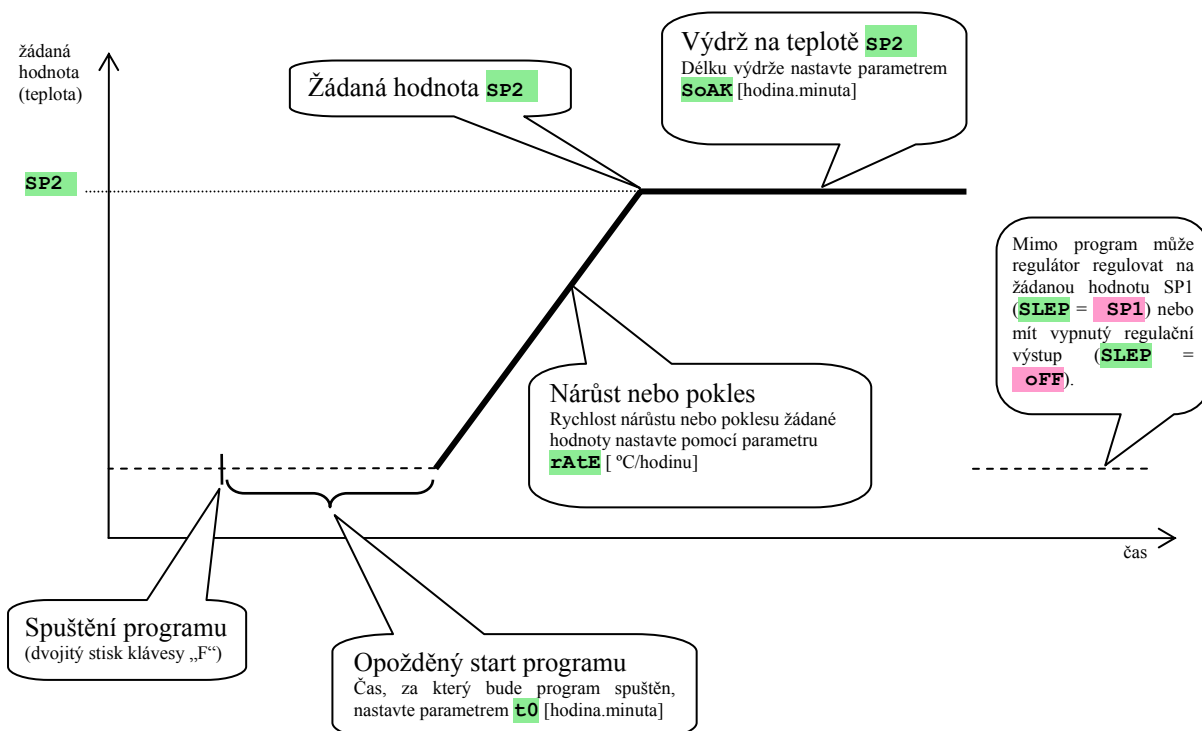 žádaná
hodnota
(teplota)
Žádaná hodnota SP2
Výdrž na teplotě SP2
Délku výdrže nastavte parametrem
SoAK [hodina.minuta]
SP2
Mimo program může
regulátor regulovat na
žádanou hodnotu SP1
(SLEP = SP1) nebo
mít vypnutý regulační
výstup (SLEP =
oFF).
Nárůst nebo pokles
Rychlost nárůstu nebo poklesu žádané
hodnoty nastavte pomocí parametru
rAtE [ ºC/hodinu]
čas
Spuštění programu
(dvojitý stisk klávesy „F“)
Opožděný start programu
Čas, za který bude program spuštěn,
nastavte parametrem t0 [hodina.minuta]